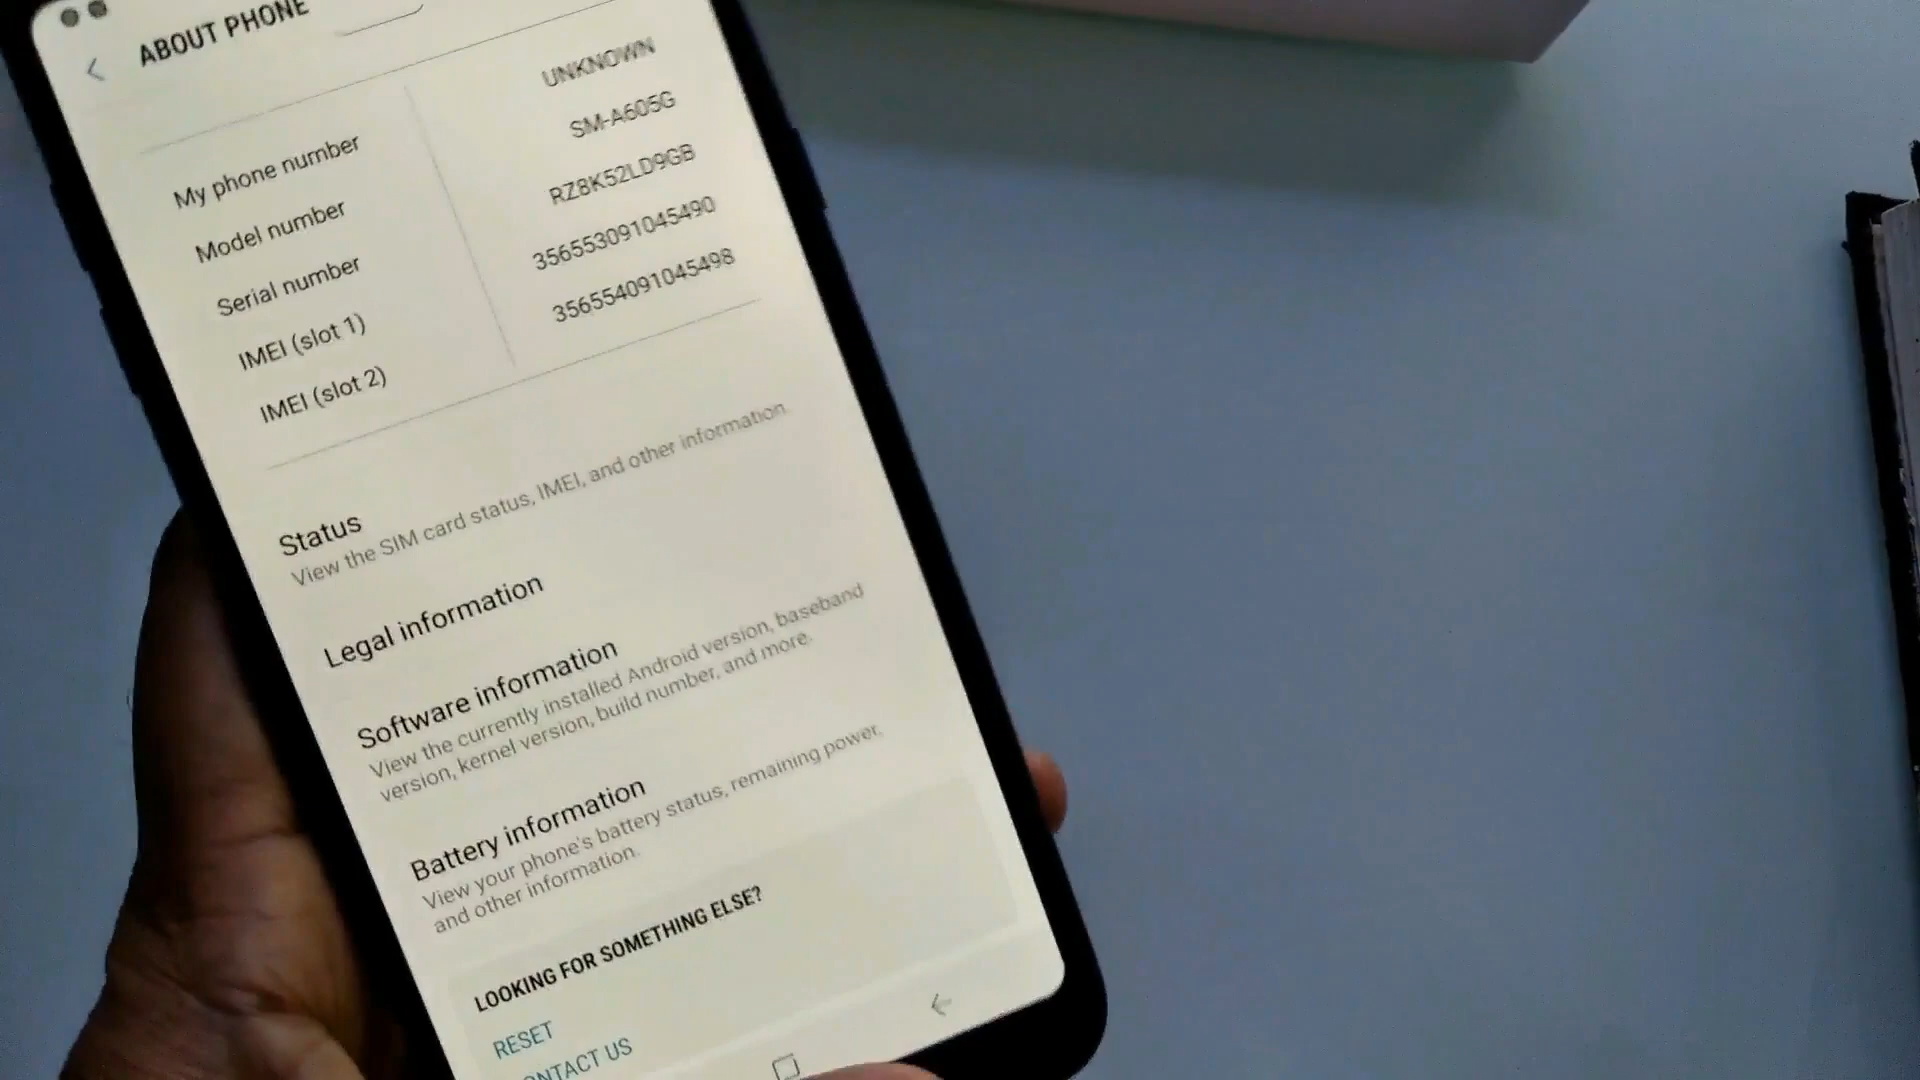 ABOUT PHONE
My phone number UNKNOWN
Model number SM-A605G
Serial number RZ8K52LD9GB
IMEI (slot 1) 356553091045490
IMEI (slot 2) 356554091045498
Status
View the SIM card status, IMEI, and other information.
Legal information
Software information
View the currently installed Android version, baseband
version, kernel version, build number, and more.
Battery information
View your phone's battery status, remaining power,
and other information.
LOOKING FOR SOMETHING ELSE?
RESET
ONTACT US